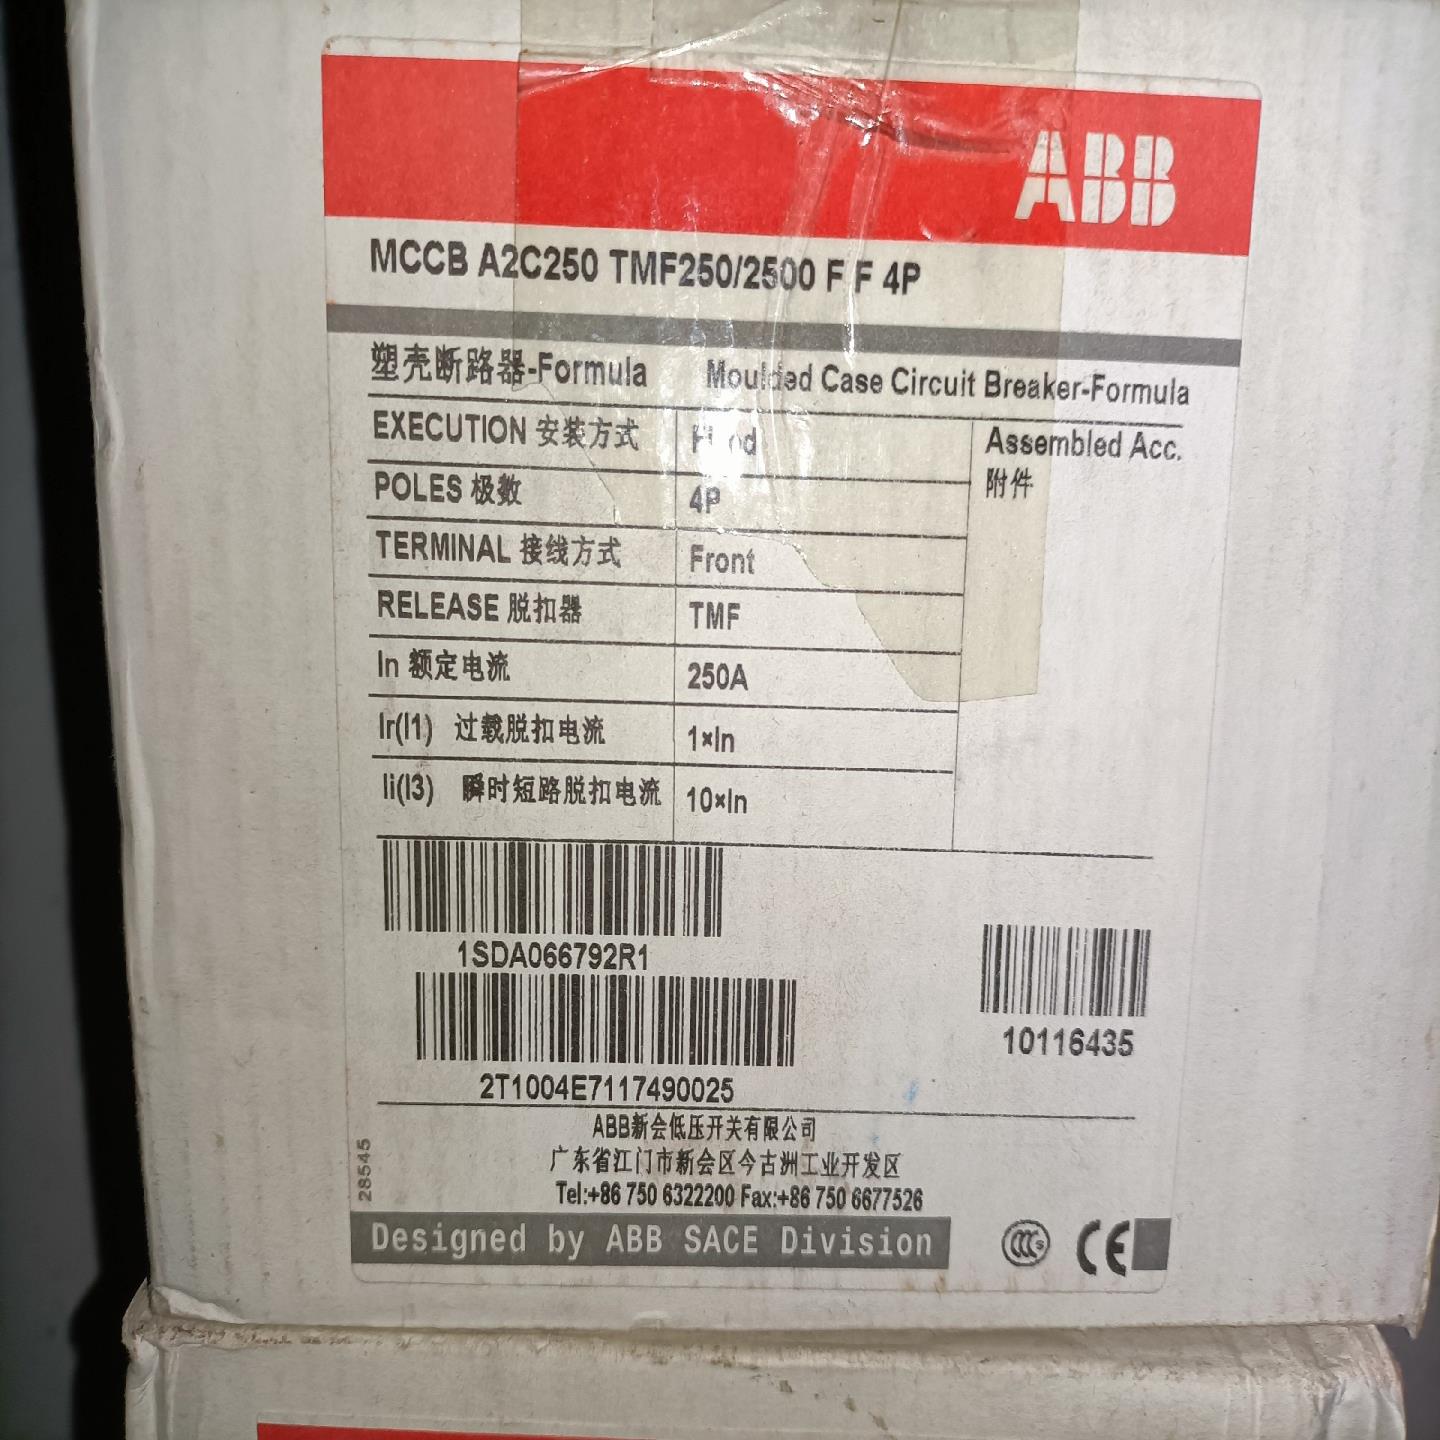 ABB
MCCB A2C250 TMF250/2500 F F 4P
塑壳断路器-Formula Moulded Case Circuit Breaker-Formula
EXECUTION 安装方式 Assembled Acc.
附件
POLES 极数 4P
TERMINAL 接线方式 Front
RELEASE 脱扣器 TMF
In 额定电流 250A
Ir(I1) 过载脱扣电流 1×In
Ii(I3) 瞬时短路脱扣电流 10×In
1SDA066792R1
10116435
2T1004E7117490025
ABB新会低压开关有限公司
广东省江门市新会区今古洲工业开发区
Tel:+86 750 6322200 Fax:+86 750 6677526
28545
Designed by ABB SACE Division
CCC S CE